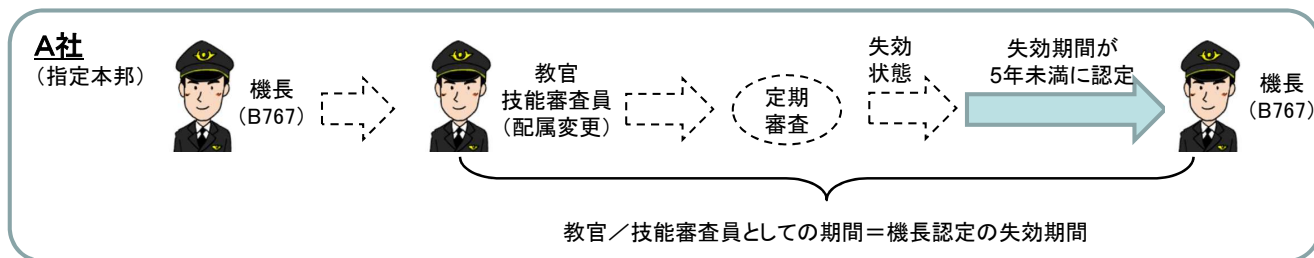 A社
（指定本邦）
機長
（B767）
教官
技能審査員
（配属変更）
定期
審査
失効
状態
失効期間が
5年未満に認定
機長
（B767）
教官／技能審査員としての期間＝機長認定の失効期間